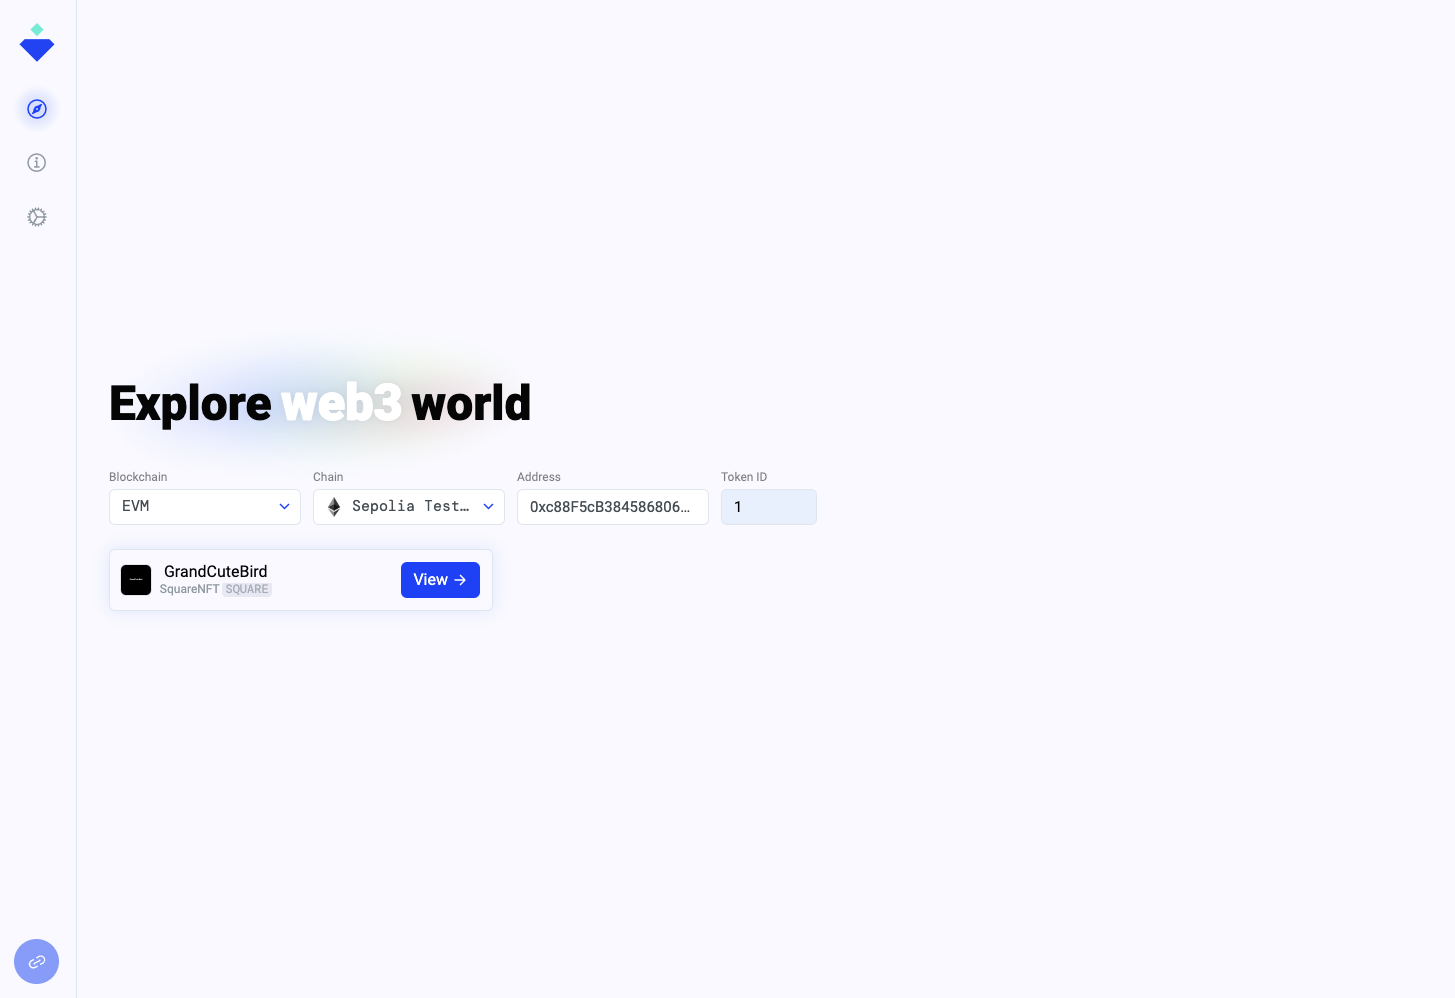 Explore web3 world
Blockchain
Chain
Address
Token ID
EVM
Sepolia Test…
0xc88F5cB384586806…
1
GrandCuteBird
SquareNFT SQUARE
View →